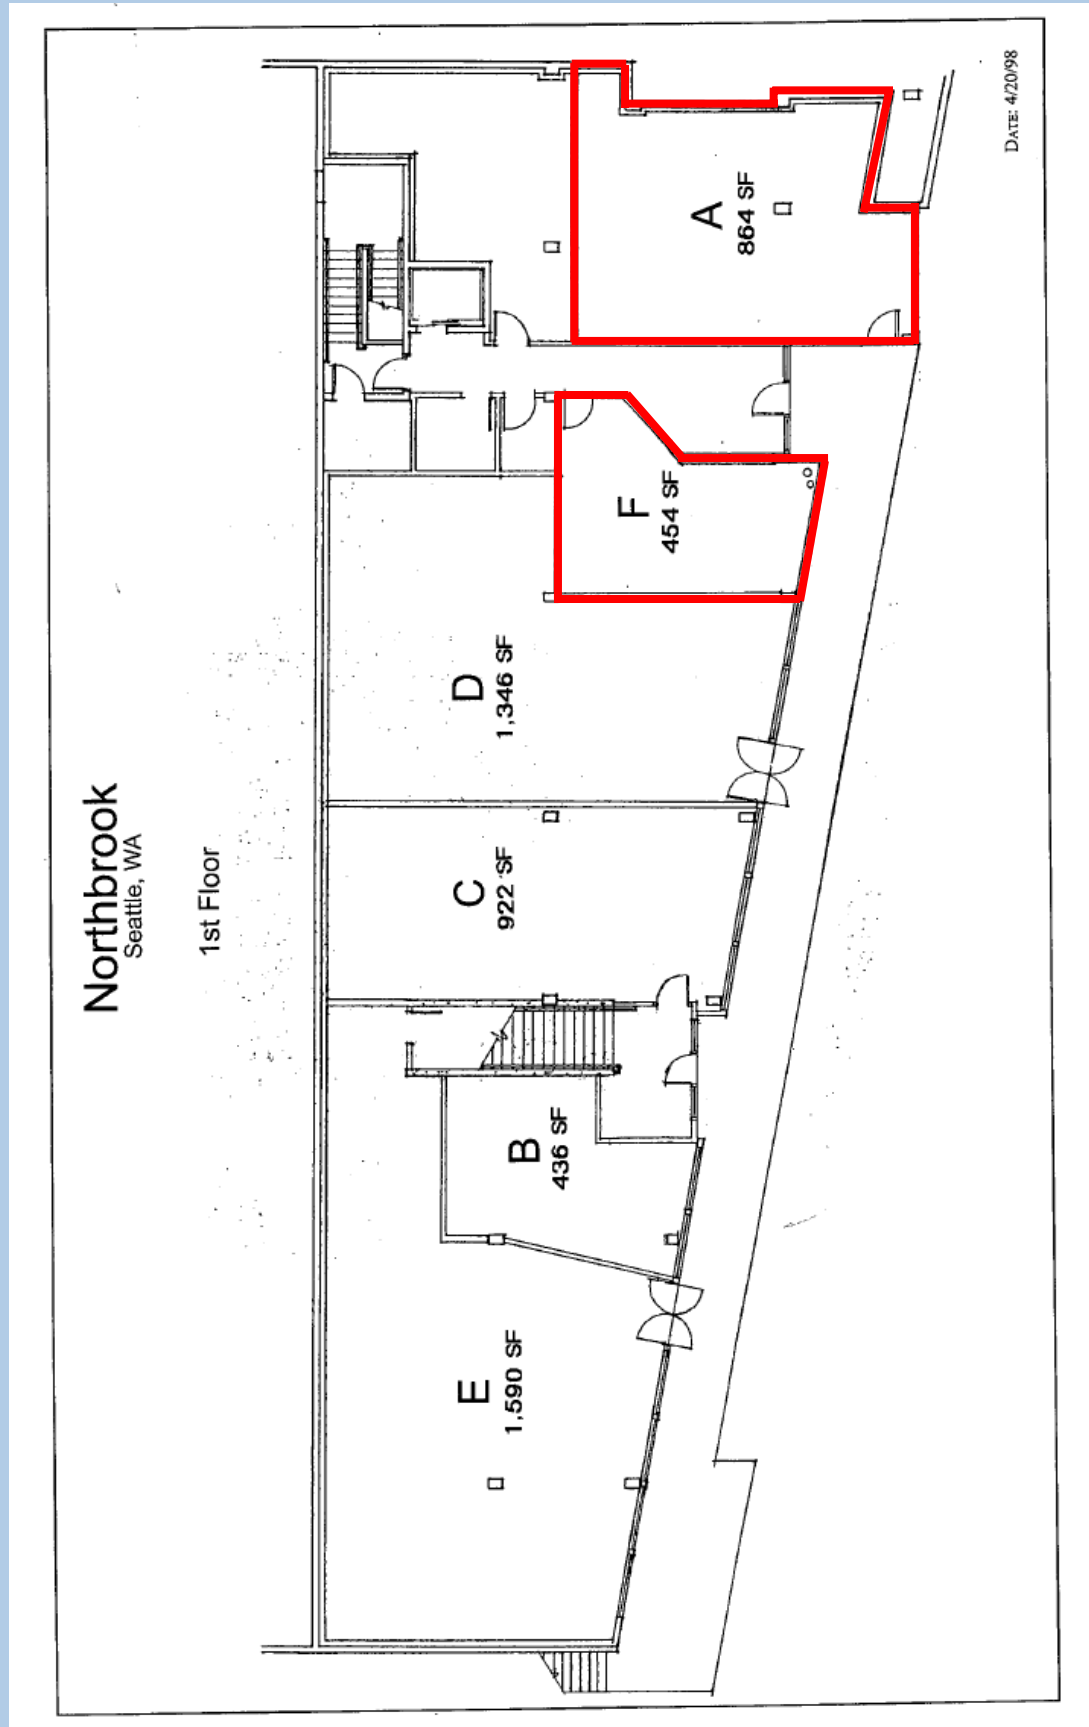 Northbrook
Seattle, WA
1st Floor
E
1,590 SF
B
436 SF
C
922 SF
D
1,346 SF
F
454 SF
A
864 SF
DATE: 4/20/98